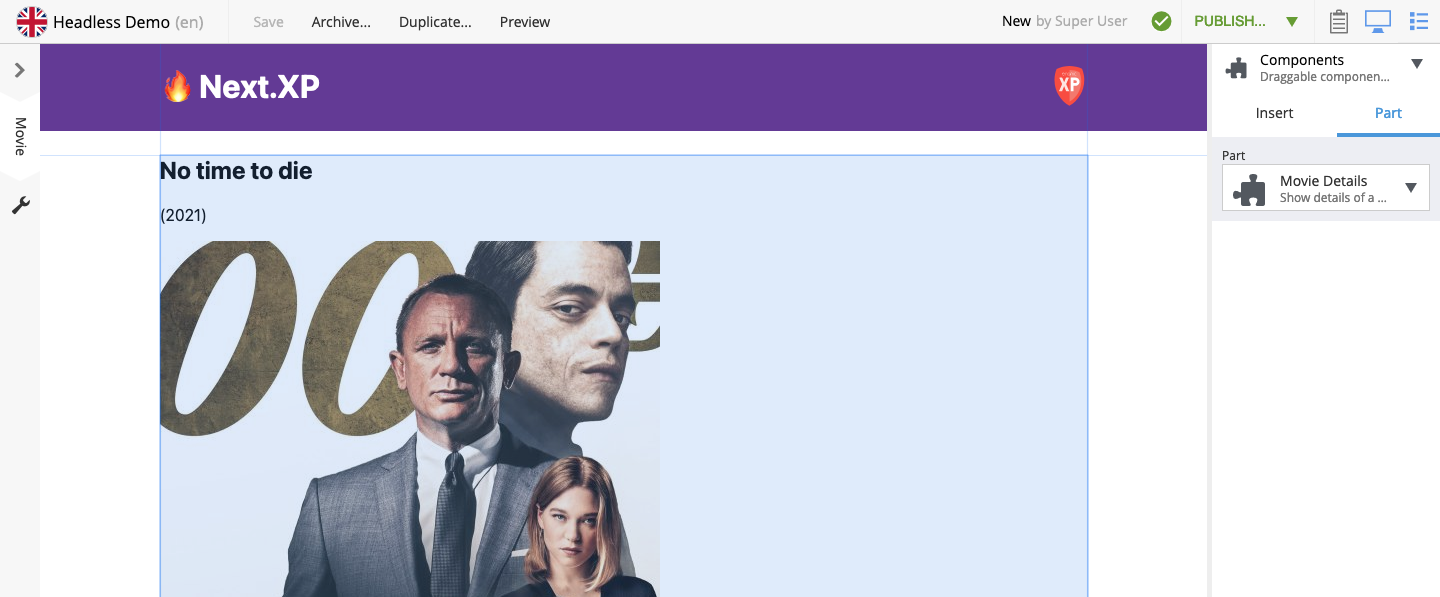 Headless Demo (en)
Save
Archive...
Duplicate...
Preview
New by Super User
PUBLISH...
Movie
Next.XP
XP
No time to die
(2021)
007
Components
Draggable componen...
Insert
Part
Part
Movie Details
Show details of a ...